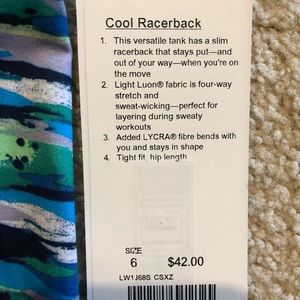 Cool Racerback
1. This versatile tank has a slim
racerback that stays put—and
out of your way—when you're on
the move
2. Light Luon® fabric is four-way
stretch and
sweat-wicking—perfect for
layering during sweaty
workouts
3. Added LYCRA® fibre bends with
you and stays in shape
4. Tight fit, hip length
SIZE
6 $42.00
LW1J68S CSXZ